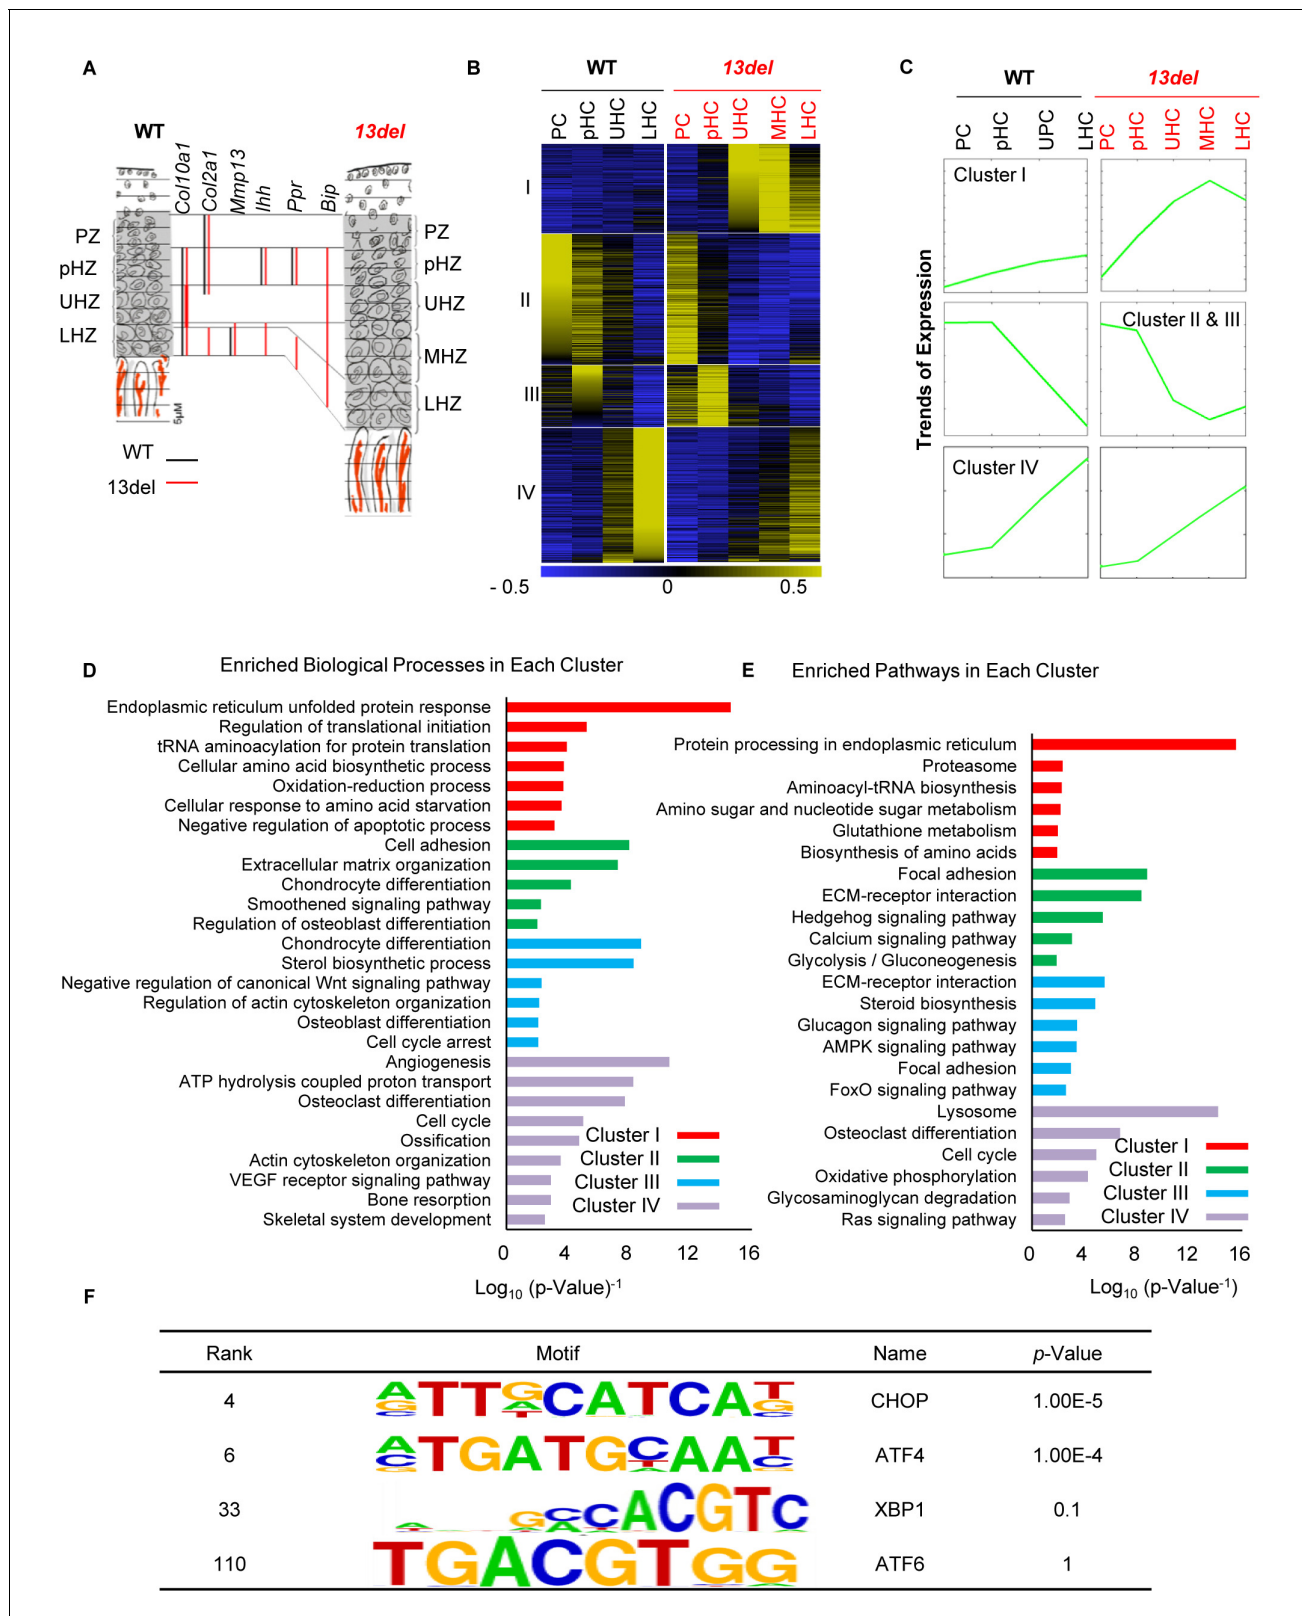 A
WT
13del
Col10a1
Col2a1
Mmp13
Ihh
Ppr
Bip
PZ
pHZ
UHZ
LHZ
PZ
pHZ
UHZ
MHZ
LHZ
5μM
WT
13del
B
WT
13del
PC
pHC
UHC
LHC
PC
pHC
UHC
MHC
LHC
I
II
III
IV
- 0.5
0
0.5
C
WT
13del
PC
pHC
UPC
LHC
PC
pHC
UHC
MHC
LHC
Trends of Expression
Cluster I
Cluster II & III
Cluster IV
D
Enriched Biological Processes in Each Cluster
Endoplasmic reticulum unfolded protein response
Regulation of translational initiation
tRNA aminoacylation for protein translation
Cellular amino acid biosynthetic process
Oxidation-reduction process
Cellular response to amino acid starvation
Negative regulation of apoptotic process
Cell adhesion
Extracellular matrix organization
Chondrocyte differentiation
Smoothened signaling pathway
Regulation of osteoblast differentiation
Chondrocyte differentiation
Sterol biosynthetic process
Negative regulation of canonical Wnt signaling pathway
Regulation of actin cytoskeleton organization
Osteoblast differentiation
Cell cycle arrest
Angiogenesis
ATP hydrolysis coupled proton transport
Osteoclast differentiation
Cell cycle
Ossification
Actin cytoskeleton organization
VEGF receptor signaling pathway
Bone resorption
Skeletal system development
Cluster I
Cluster II
Cluster III
Cluster IV
0 4 8 12 16
Log10 (p-Value)-1
E
Enriched Pathways in Each Cluster
Protein processing in endoplasmic reticulum
Proteasome
Aminoacyl-tRNA biosynthesis
Amino sugar and nucleotide sugar metabolism
Glutathione metabolism
Biosynthesis of amino acids
Focal adhesion
ECM-receptor interaction
Hedgehog signaling pathway
Calcium signaling pathway
Glycolysis / Gluconeogenesis
ECM-receptor interaction
Steroid biosynthesis
Glucagon signaling pathway
AMPK signaling pathway
Focal adhesion
FoxO signaling pathway
Lysosome
Osteoclast differentiation
Cell cycle
Oxidative phosphorylation
Glycosaminoglycan degradation
Ras signaling pathway
Cluster I
Cluster II
Cluster III
Cluster IV
0 4 8 12 16
Log10 (p-Value-1)
F
Rank Motif Name p-Value
4 ATTGCATCAT CHOP 1.00E-5
6 ATGATGCAAT ATF4 1.00E-4
33 GCCACGTC XBP1 0.1
110 TGACGTGG ATF6 1